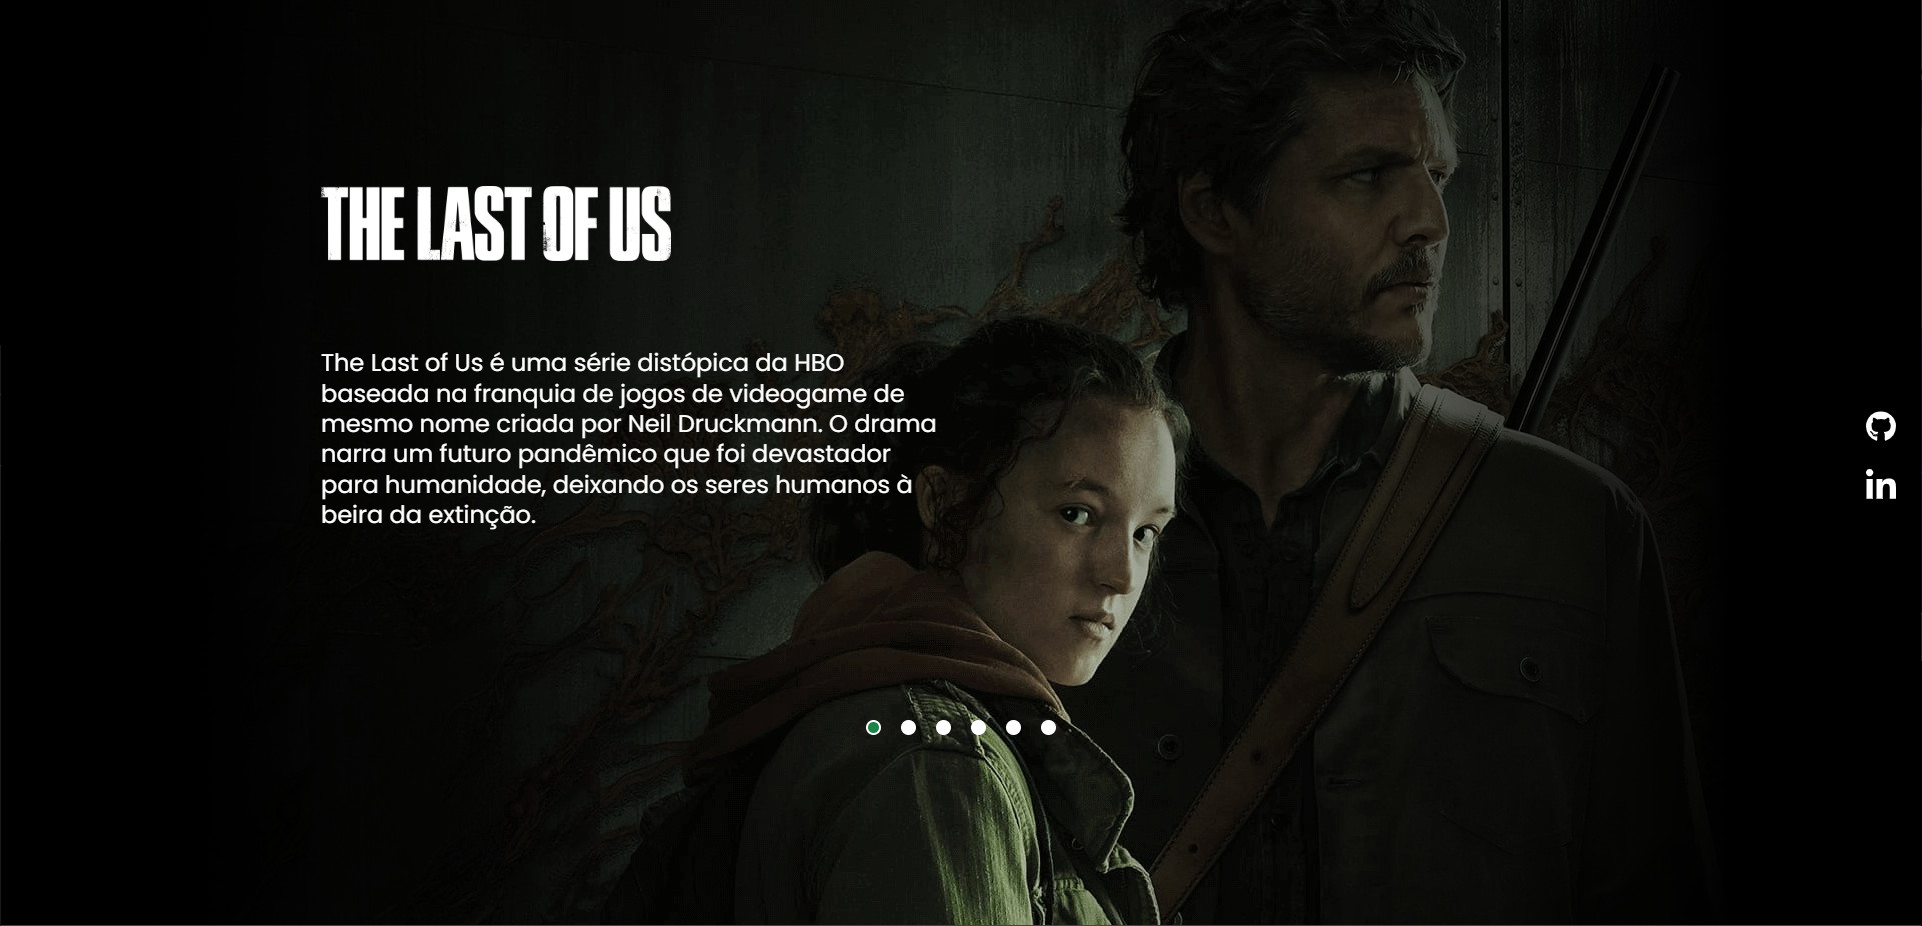 THE LAST OF US
The Last of Us é uma série distópica da HBO
baseada na franquia de jogos de videogame de
mesmo nome criada por Neil Druckmann. O drama
narra um futuro pandêmico que foi devastador
para humanidade, deixando os seres humanos à
beira da extinção.
in